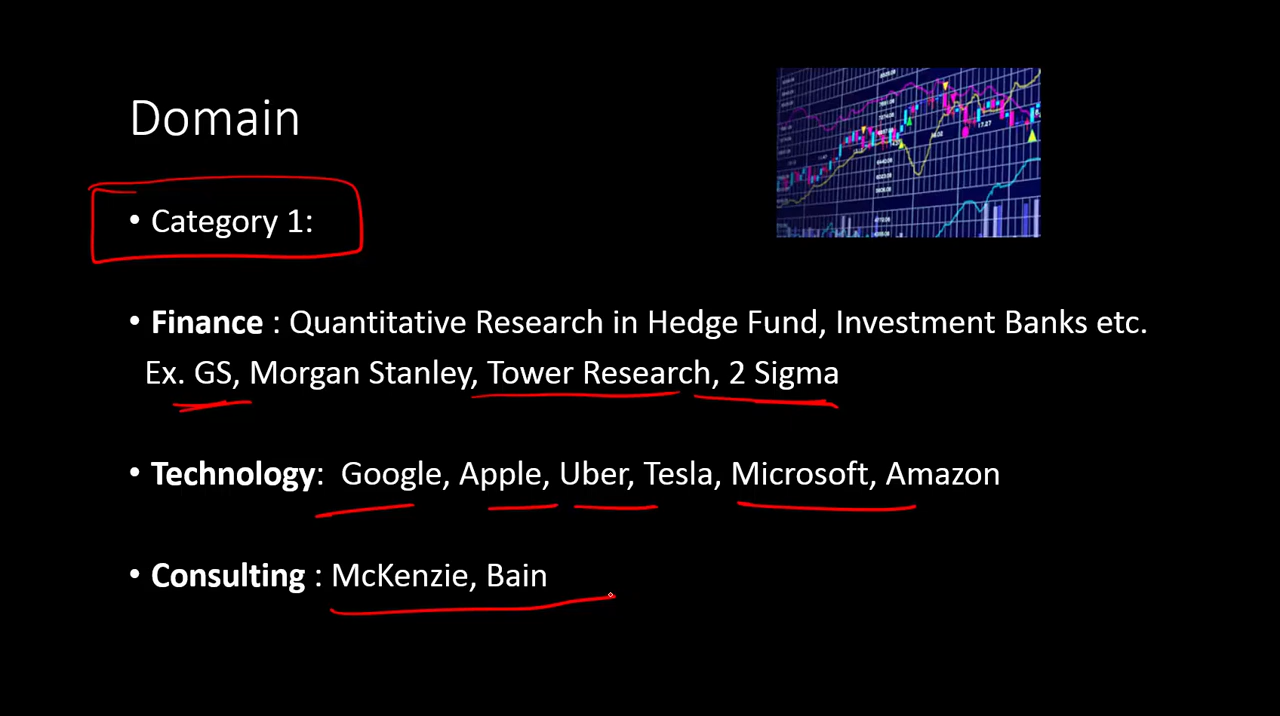 Domain
• Category 1:
• Finance : Quantitative Research in Hedge Fund, Investment Banks etc.
Ex. GS, Morgan Stanley, Tower Research, 2 Sigma
• Technology:  Google, Apple, Uber, Tesla, Microsoft, Amazon
• Consulting : McKenzie, Bain